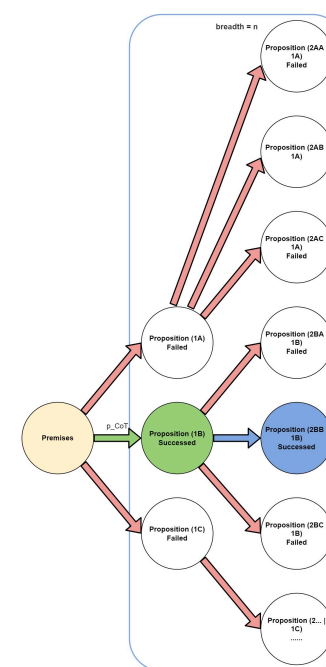 breadth = n
Proposition (2AA
1A)
Failed
Proposition (2AB
1A)
Proposition (2AC
1A)
Failed
Proposition (1A)
Failed
Proposition (2BA
1B)
Failed
Premises
p_CoT
Proposition (1B)
Successed
Proposition (2BB
1B)
Successed
Proposition (1C)
Failed
Proposition (2BC
1B)
Failed
Proposition (2... |
1C)
......